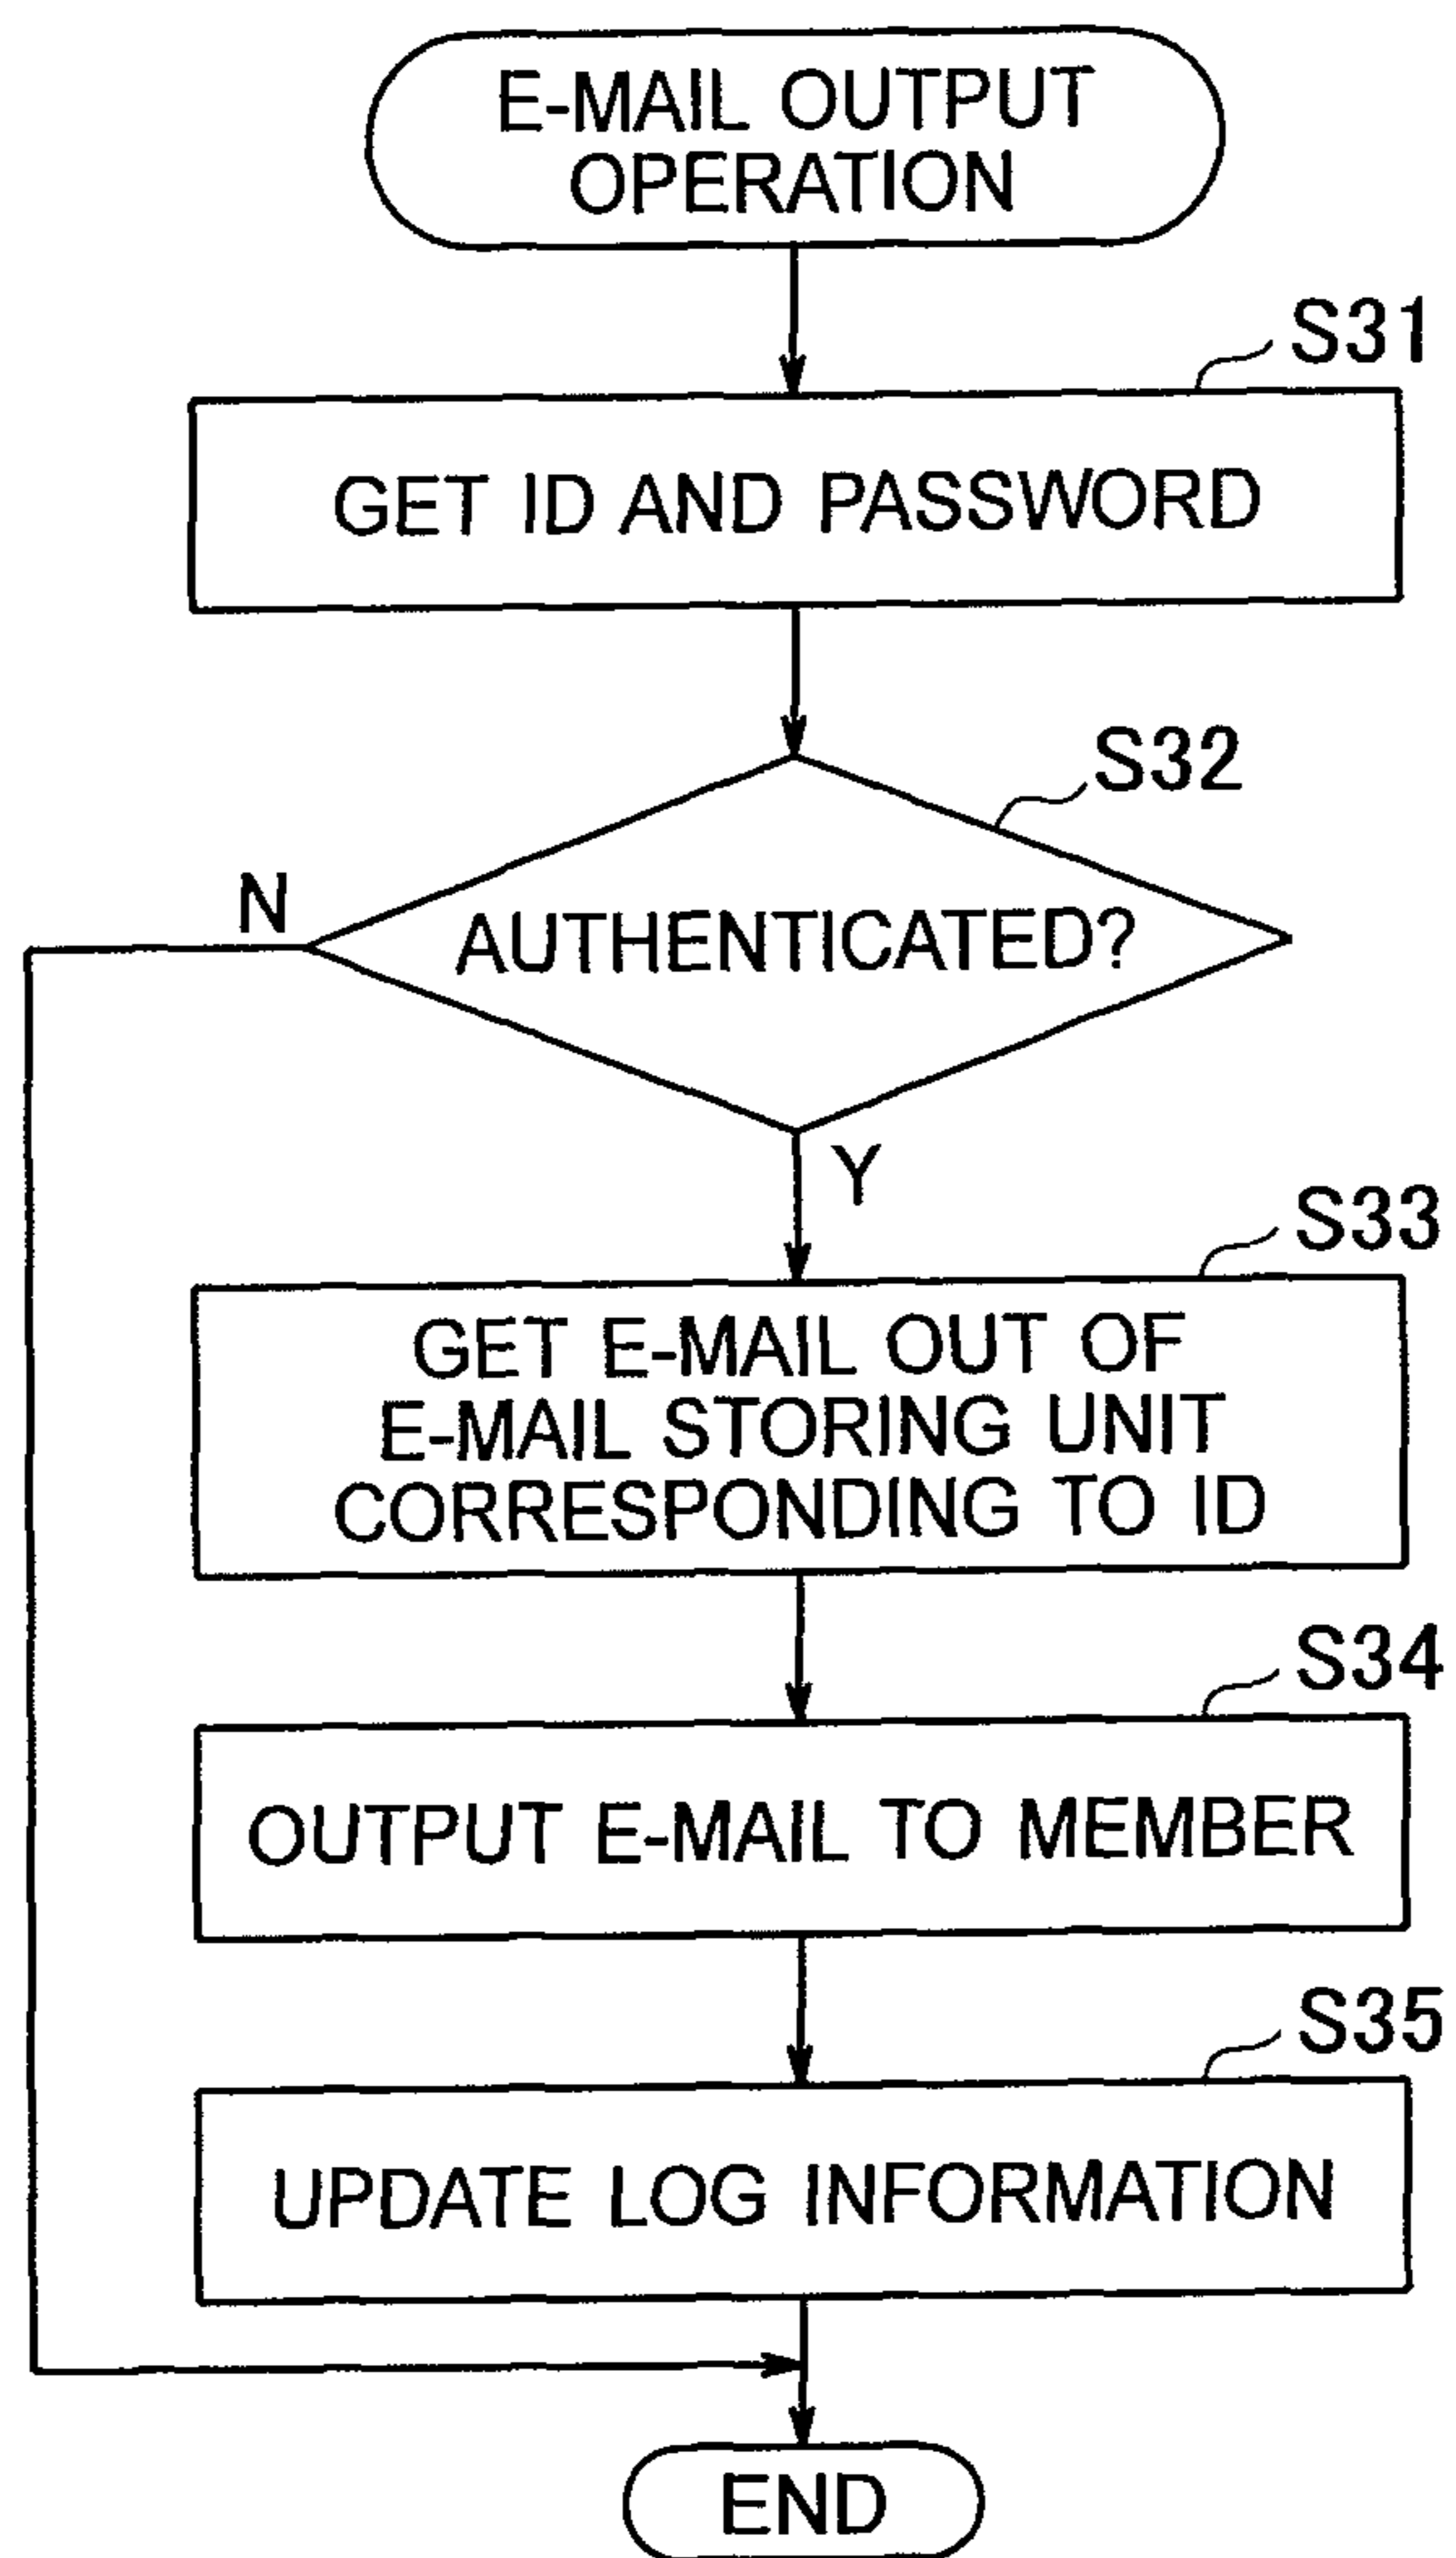 E-MAIL OUTPUT
OPERATION
S31
GET ID AND PASSWORD
S32
N
AUTHENTICATED?
Y
S33
GET E-MAIL OUT OF
E-MAIL STORING UNIT
CORRESPONDING TO ID
S34
OUTPUT E-MAIL TO MEMBER
S35
UPDATE LOG INFORMATION
END